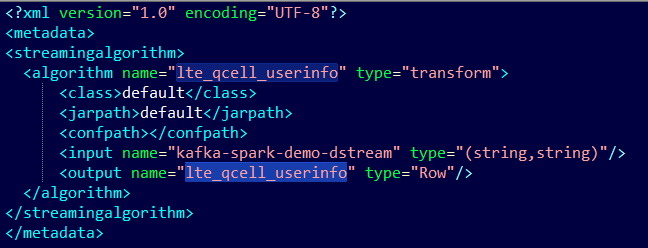 <?xml version="1.0" encoding="UTF-8"?>
<metadata>
<streamingalgorithm>
<algorithm name="lte_qcell_userinfo" type="transform">
<class>default</class>
<jarpath>default</jarpath>
<confpath></confpath>
<input name="kafka-spark-demo-dstream" type="(string,string)"/>
<output name="lte_qcell_userinfo" type="Row"/>
</algorithm>
</streamingalgorithm>
</metadata>